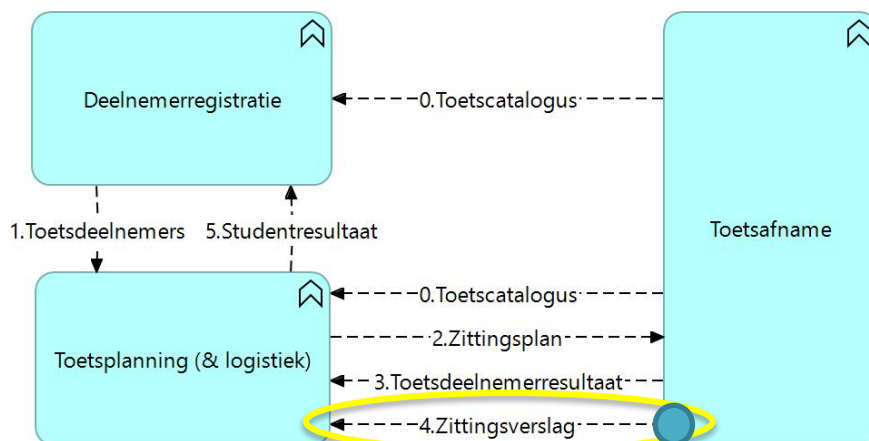 Deelnemerregistratie
0.Toetscatalogus
1.Toetsdeelnemers
5.Studentresultaat
Toetsafname
0.Toetscatalogus
Toetsplanning (& logistiek)
2.Zittingsplan
3.Toetsdeelnemerresultaat
4.Zittingsverslag